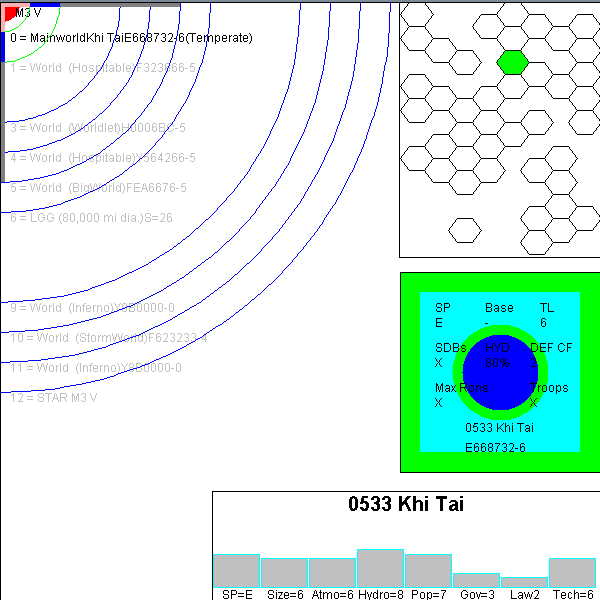 M3 V
0 = MainworldKhi TaiE668732-6(Temperate)
1 = World  (Hospitable)F323666-5
3 = World  (Worldlet)H0006BC-5
4 = World  (Hospitable)Y564266-5
5 = World  (BigWorld)FEA6676-5
6 = LGG (80,000 mi dia.)S=26
9 = World  (Inferno)Y9B0000-0
10 = World  (StormWorld)F623233-4
11 = World  (Inferno)Y9B0000-0
12 = STAR M3 V
SP Base TL
E - 6
SDBs HYD DEF CF
X 80%
Max
X X
0533 Khi Tai
E668732-6
0533 Khi Tai
SP=E Size=6 Atmo=6 Hydro=8 Pop=7 Gov=3 Law2 Tech=6